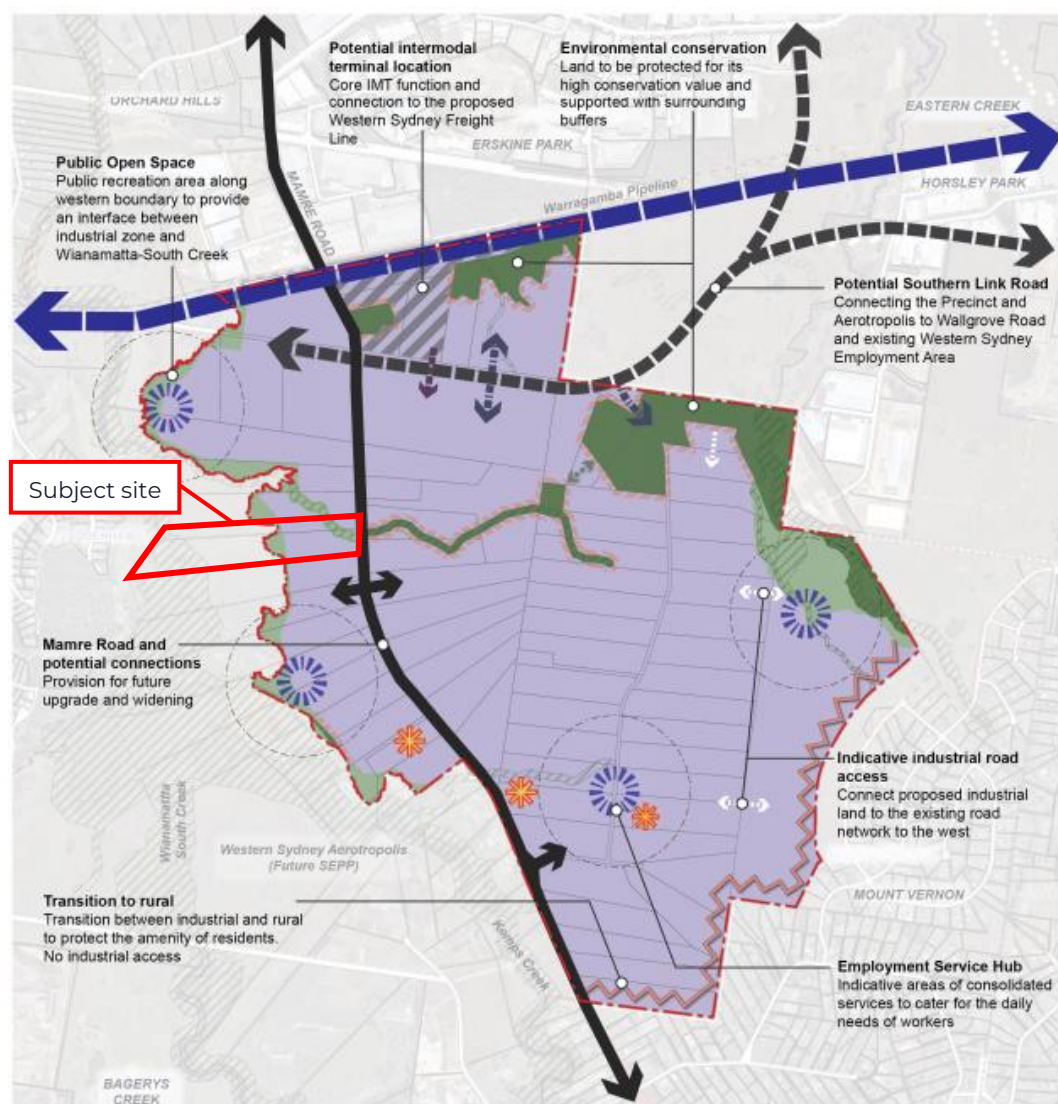 Potential intermodal
terminal location
Core IMT function and
connection to the proposed
Western Sydney Freight
Line
Environmental conservation
Land to be protected for its
high conservation value and
supported with surrounding
buffers
ORCHARD HILLS
EASTERN CREEK
ERSKINE PARK
Public Open Space
Public recreation area along
western boundary to provide
an interface between
industrial zone and
Wianamatta-South Creek
MAMRE ROAD
Warragamba Pipeline
HORSLEY PARK
Potential Southern Link Road
Connecting the Precinct and
Aerotropolis to Wallgrove Road
and existing Western Sydney
Employment Area
Subject site
Mamre Road and
potential connections
Provision for future
upgrade and widening
Indicative industrial road
access
Connect proposed industrial
land to the existing road
network to the west
Wianamatta
South Creek
Western Sydney Aerotropolis
(Future SEPP)
MOUNT VERNON
Transition to rural
Transition between industrial and rural
to protect the amenity of residents.
No industrial access
Kemps Creek
Employment Service Hub
Indicative areas of consolidated
services to cater for the daily
needs of workers
BAGERYS
CREEK